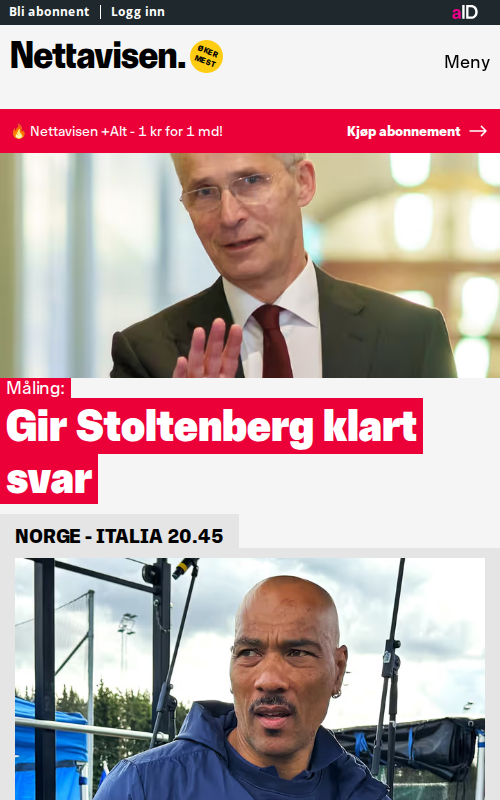 Bli abonnent | Logg inn
aID
Nettavisen.
ØKER
MEST
Meny
🔥 Nettavisen +Alt - 1 kr for 1 md!
Kjøp abonnement →
Måling:
Gir Stoltenberg klart
svar
NORGE - ITALIA 20.45